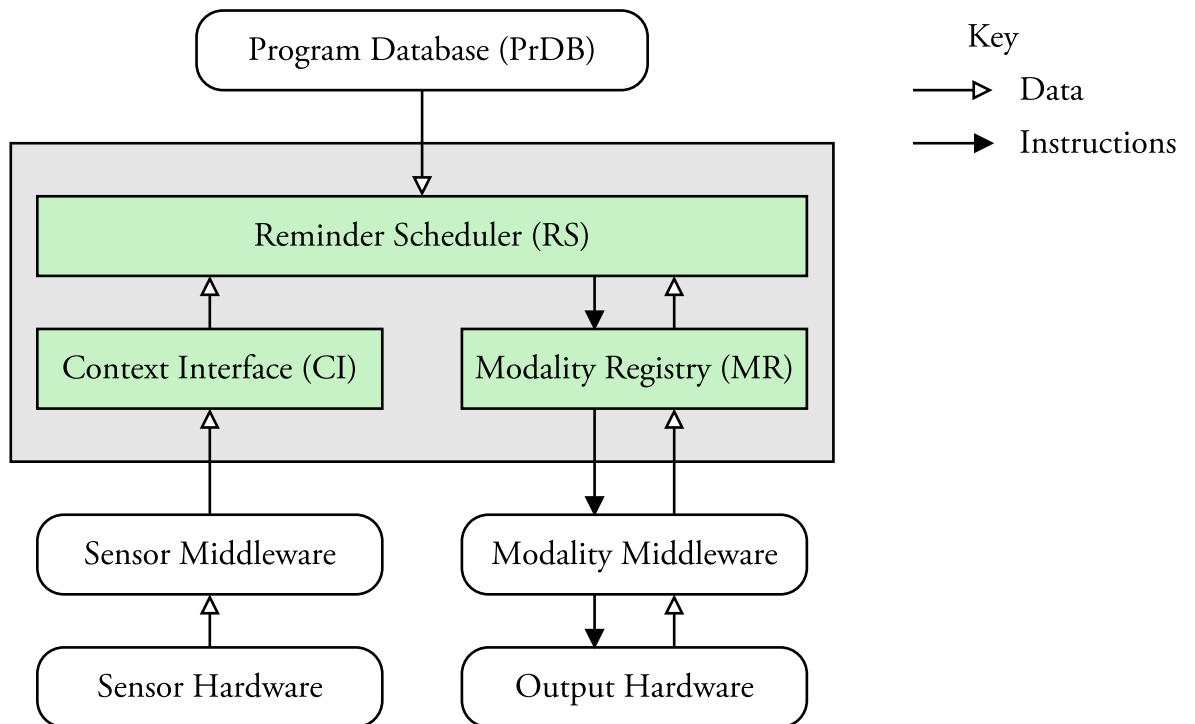 Program Database (PrDB)
Key
Data
Instructions
Reminder Scheduler (RS)
Context Interface (CI)
Modality Registry (MR)
Sensor Middleware
Modality Middleware
Sensor Hardware
Output Hardware